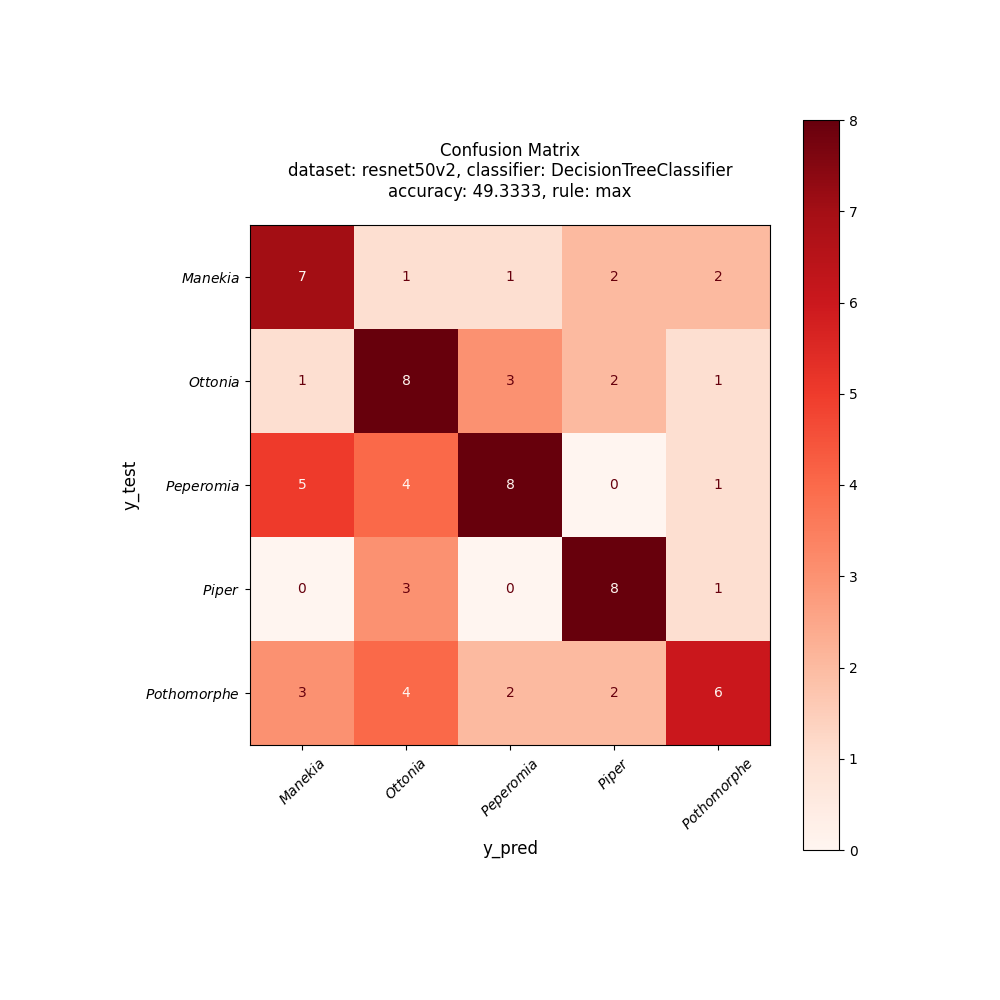 Confusion Matrix
dataset: resnet50v2, classifier: DecisionTreeClassifier
accuracy: 49.3333, rule: max
Manekia 7 1 1 2 2
Ottonia 1 8 3 2 1
Peperomia 5 4 8 0 1
Piper 0 3 0 8 1
Pothomorphe 3 4 2 2 6
Manekia Ottonia Peperomia Piper Pothomorphe
y_pred
y_test
8
7
6
5
4
3
2
1
0